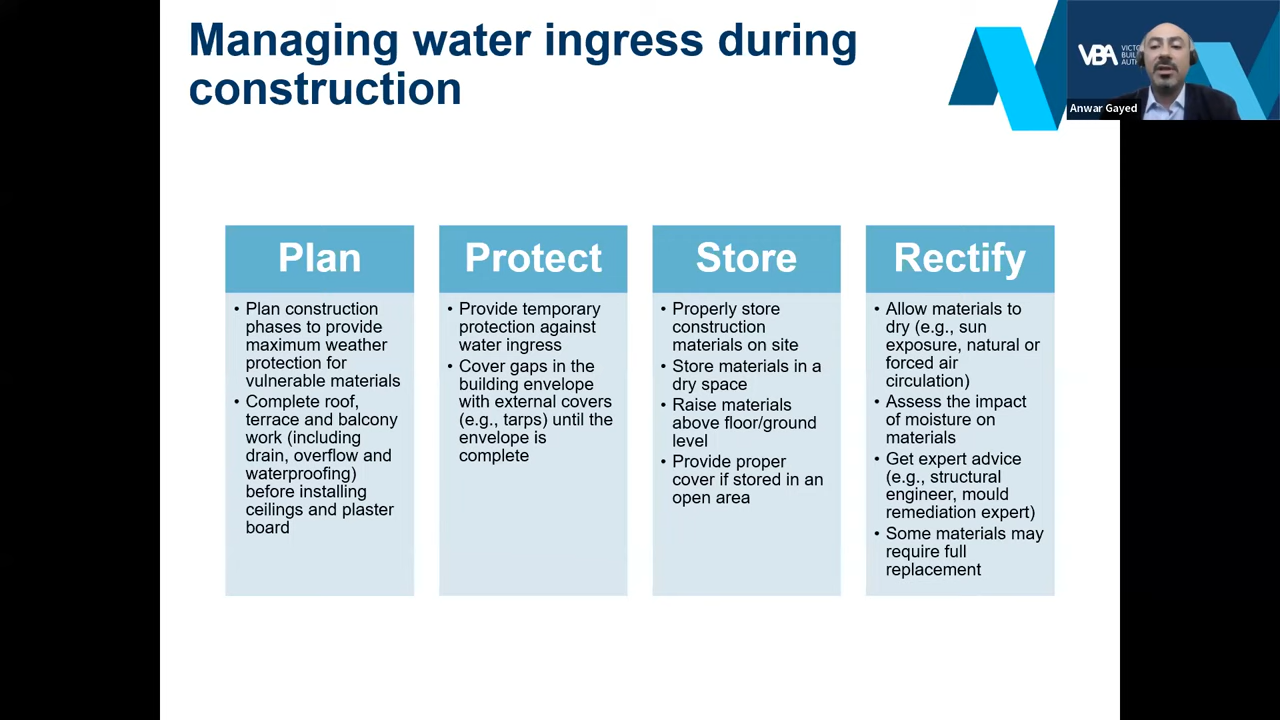 Managing water ingress during
construction
VBA
Anwar Gayed
Plan
• Plan construction
phases to provide
maximum weather
protection for
vulnerable materials
• Complete roof,
terrace and balcony
work (including
drain, overflow and
waterproofing)
before installing
ceilings and plaster
board
Protect
• Provide temporary
protection against
water ingress
• Cover gaps in the
building envelope
with external covers
(e.g., tarps) until the
envelope is
complete
Store
• Properly store
construction
materials on site
• Store materials in a
dry space
• Raise materials
above floor/ground
level
• Provide proper
cover if stored in an
open area
Rectify
• Allow materials to
dry (e.g., sun
exposure, natural or
forced air
circulation)
• Assess the impact
of moisture on
materials
• Get expert advice
(e.g., structural
engineer, mould
remediation expert)
• Some materials may
require full
replacement